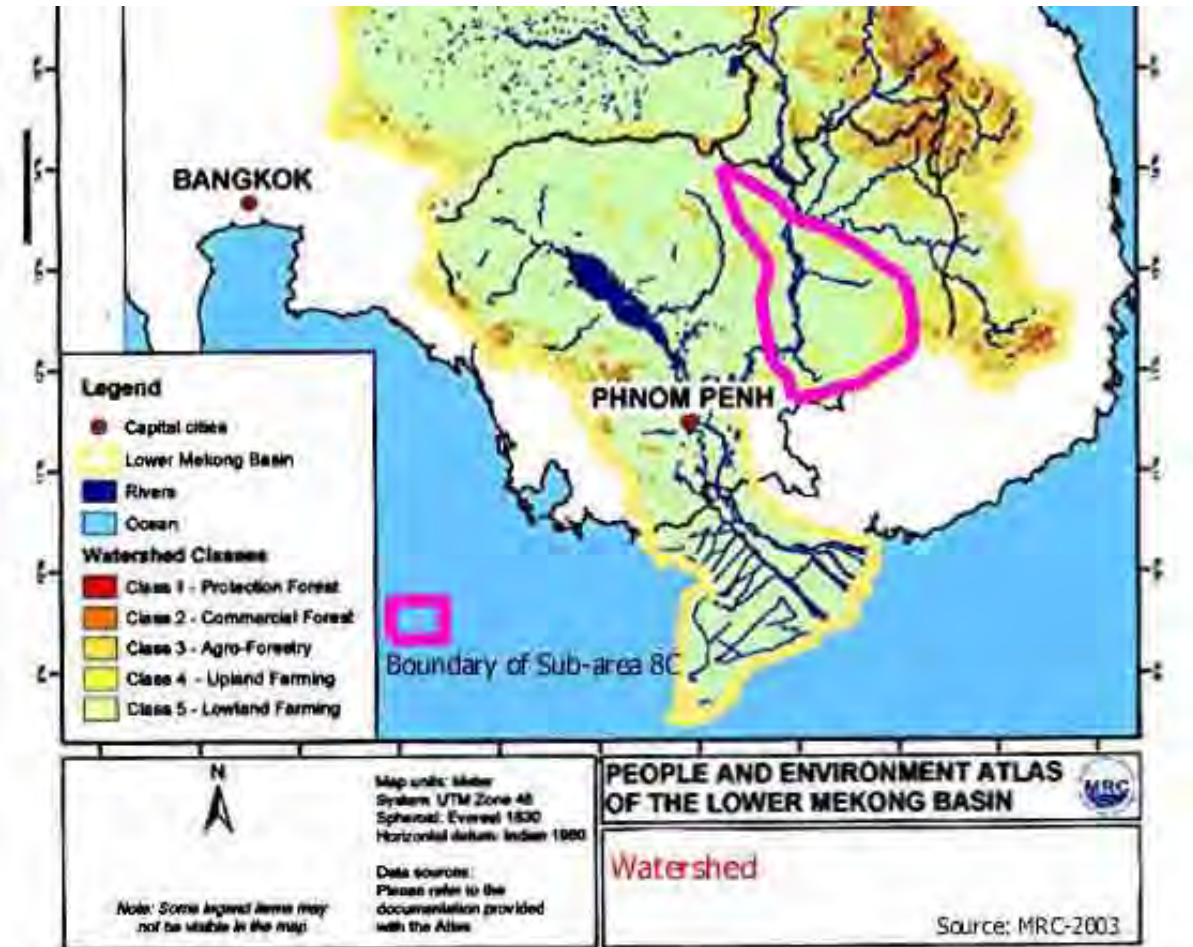 BANGKOK
PHNOM PENH
Legend
Capital cities
Lower Mekong Basin
Rivers
Ocean
Watershed Classes
Class 1 - Protection Forest
Class 2 - Commercial Forest
Class 3 - Agro-Forestry
Class 4 - Upland Farming
Class 5 - Lowland Farming
Boundary of Sub-area 8C
N
Note: Some legend items may
not be visible in the map
Map units: Meter
System: UTM Zone 48
Spheroid: Everest 1830
Horizontal datum: Indian 1960
Data sources:
Please refer to the
documentation provided
with the Atlas
PEOPLE AND ENVIRONMENT ATLAS
OF THE LOWER MEKONG BASIN
MRC
Watershed
Source: MRC-2003